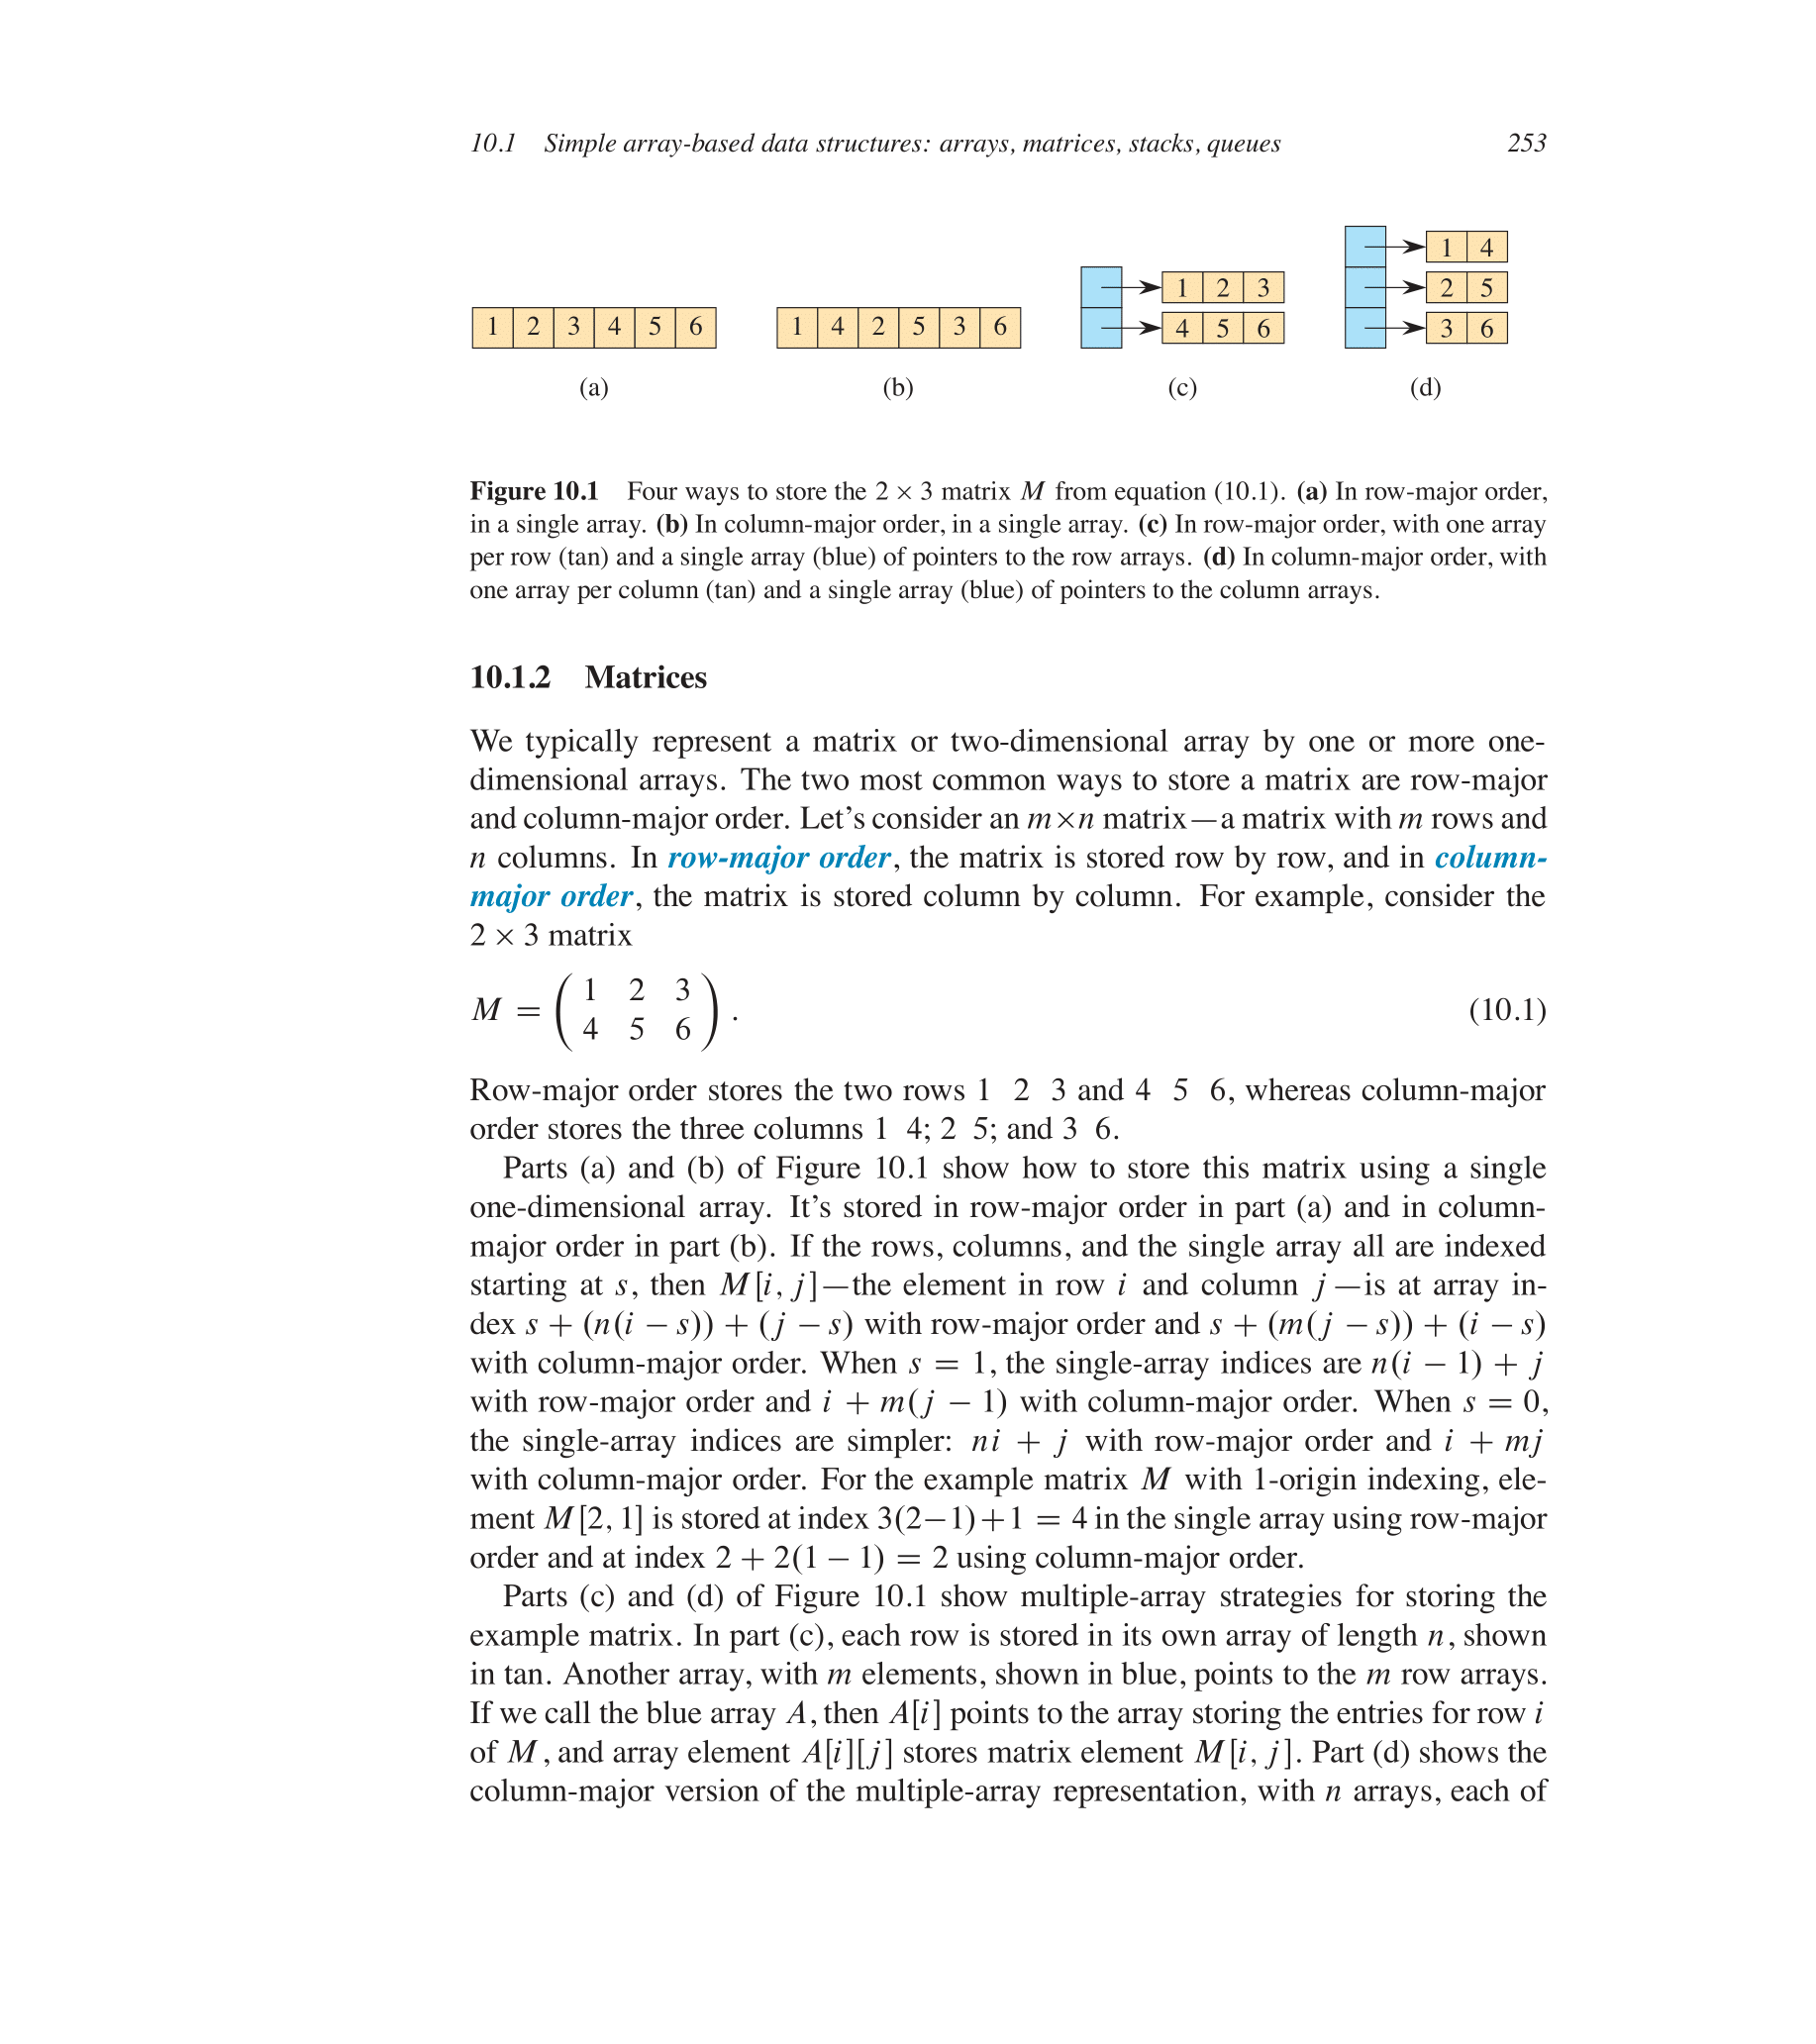 10.1 Simple array-based data structures: arrays, matrices, stacks, queues 253
1 2 3 4 5 6
(a)
1 4 2 5 3 6
(b)
1 2 3
4 5 6
(c)
1 4
2 5
3 6
(d)
Figure 10.1 Four ways to store the 2 × 3 matrix M from equation (10.1). (a) In row-major order,
in a single array. (b) In column-major order, in a single array. (c) In row-major order, with one array
per row (tan) and a single array (blue) of pointers to the row arrays. (d) In column-major order, with
one array per column (tan) and a single array (blue) of pointers to the column arrays.
10.1.2 Matrices
We typically represent a matrix or two-dimensional array by one or more one-
dimensional arrays. The two most common ways to store a matrix are row-major
and column-major order. Let’s consider an m×n matrix—a matrix with m rows and
n columns. In row-major order, the matrix is stored row by row, and in column-
major order, the matrix is stored column by column. For example, consider the
2 × 3 matrix
M = ( 1 2 3
4 5 6 ) . (10.1)
Row-major order stores the two rows 1 2 3 and 4 5 6, whereas column-major
order stores the three columns 1 4; 2 5; and 3 6.
Parts (a) and (b) of Figure 10.1 show how to store this matrix using a single
one-dimensional array. It’s stored in row-major order in part (a) and in column-
major order in part (b). If the rows, columns, and the single array all are indexed
starting at s, then M[i, j]—the element in row i and column j—is at array in-
dex s + (n(i − s)) + (j − s) with row-major order and s + (m(j − s)) + (i − s)
with column-major order. When s = 1, the single-array indices are n(i − 1) + j
with row-major order and i + m(j − 1) with column-major order. When s = 0,
the single-array indices are simpler: ni + j with row-major order and i + mj
with column-major order. For the example matrix M with 1-origin indexing, ele-
ment M[2, 1] is stored at index 3(2−1)+1 = 4 in the single array using row-major
order and at index 2 + 2(1 − 1) = 2 using column-major order.
Parts (c) and (d) of Figure 10.1 show multiple-array strategies for storing the
example matrix. In part (c), each row is stored in its own array of length n, shown
in tan. Another array, with m elements, shown in blue, points to the m row arrays.
If we call the blue array A, then A[i] points to the array storing the entries for row i
of M, and array element A[i][j] stores matrix element M[i, j]. Part (d) shows the
column-major version of the multiple-array representation, with n arrays, each of